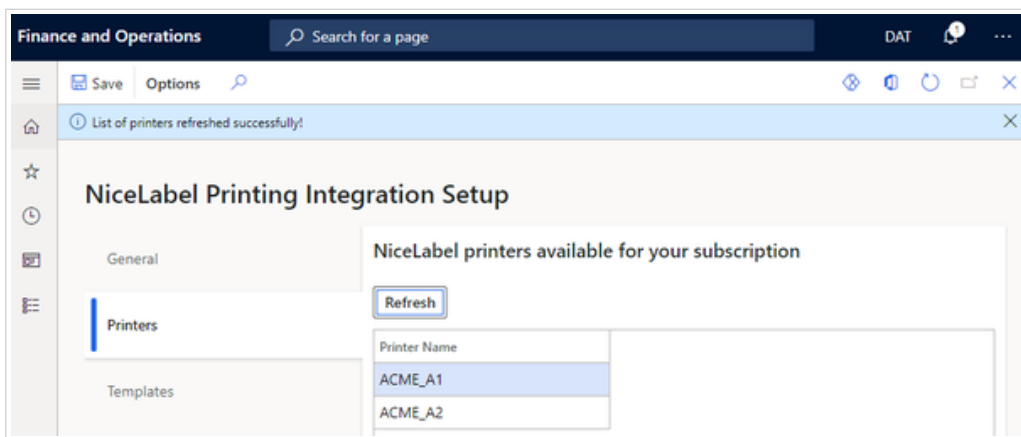 Finance and Operations
Search for a page
DAT
1
...
Save Options
List of printers refreshed successfully!
NiceLabel Printing Integration Setup
General
Printers
Templates
NiceLabel printers available for your subscription
Refresh
Printer Name
ACME_A1
ACME_A2